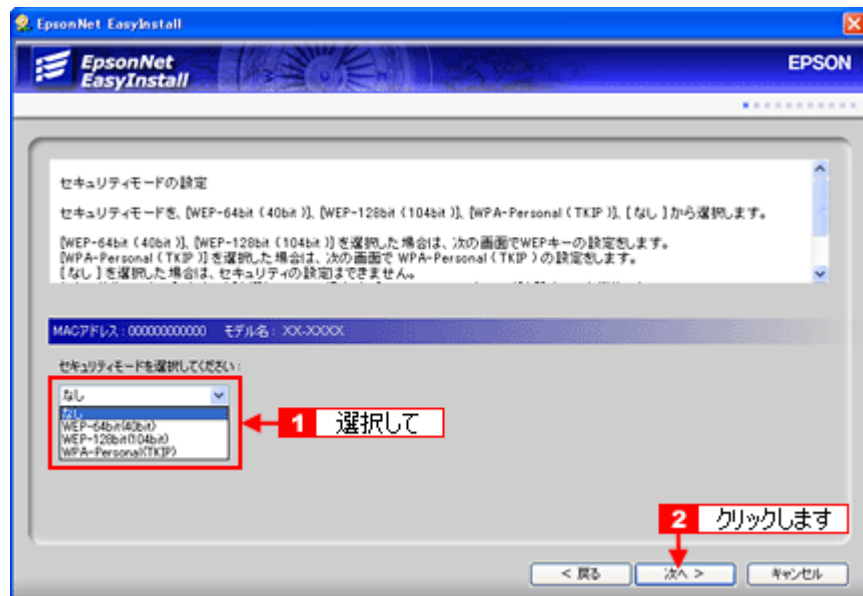 EpsonNet EasyInstall
EpsonNet
EasyInstall
EPSON
セキュリティモードの設定
セキュリティモードを、[WEP-64bit (40bit)]、[WEP-128bit (104bit)]、[WPA-Personal (TKIP)]、[なし]から選択します。
[WEP-64bit (40bit)]、[WEP-128bit (104bit)]を選択した場合は、次の画面でWEPキーの設定をします。
[WPA-Personal (TKIP)]を選択した場合は、次の画面で WPA-Personal (TKIP) の設定をします。
[なし]を選択した場合は、セキュリティの設定はできません。
MACアドレス : 000000000000 モデル名 : XX-XXXXX
セキュリティモードを選択してください :
なし
なし
WEP-64bit(40bit)
WEP-128bit(104bit)
WPA-Personal(TKIP)
1 選択して
2 クリックします
< 戻る 次へ > キャンセル